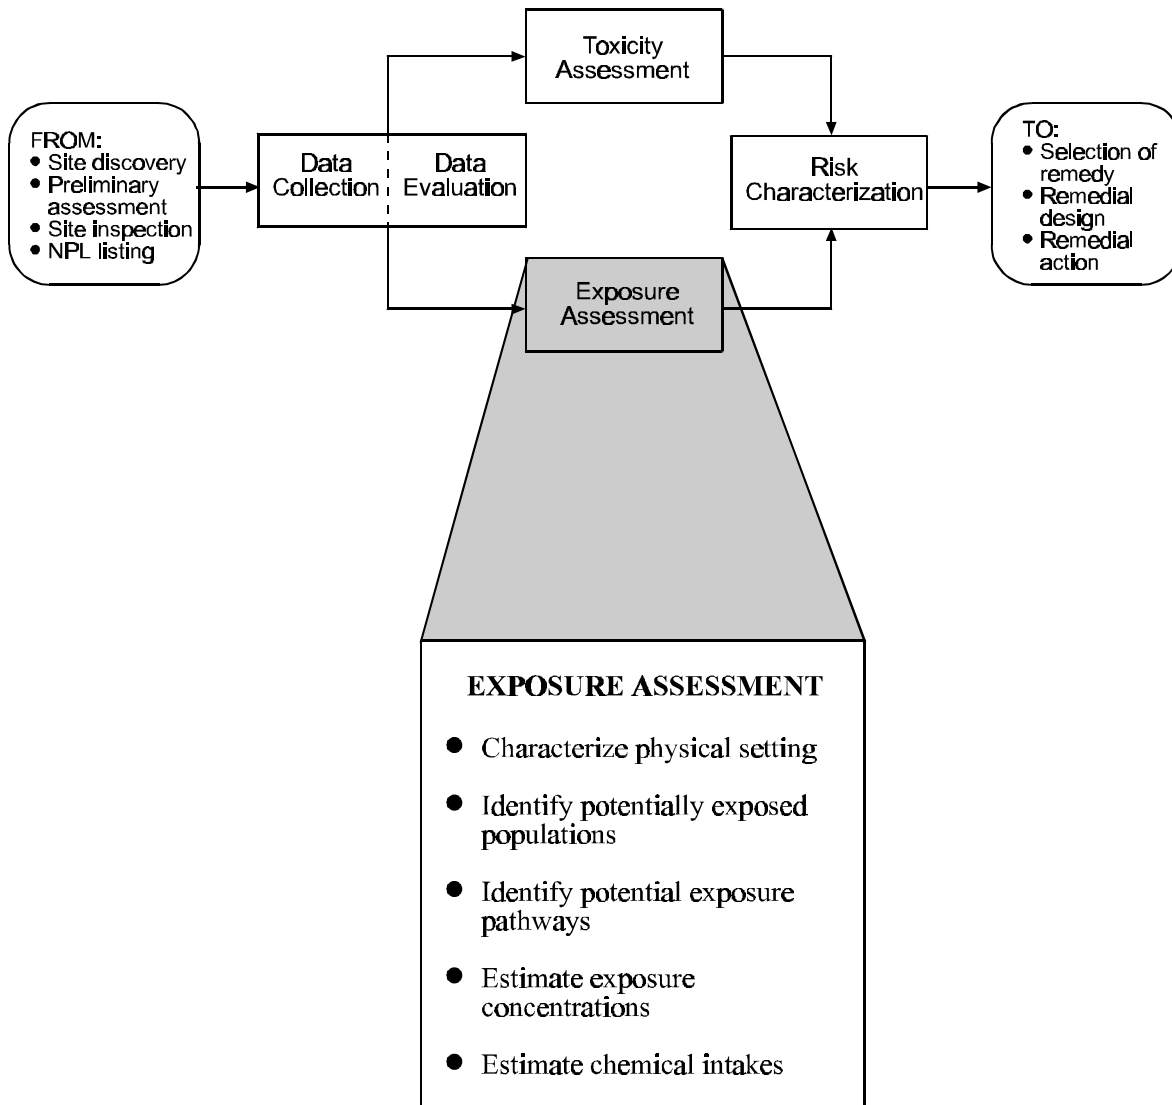 Toxicity
Assessment
FROM:
● Site discovery
● Preliminary
assessment
● Site inspection
● NPL listing
Data
Collection
Data
Evaluation
Risk
Characterization
TO:
● Selection of
remedy
● Remedial
design
● Remedial
action
Exposure
Assessment
EXPOSURE ASSESSMENT
● Characterize physical setting
● Identify potentially exposed
populations
● Identify potential exposure
pathways
● Estimate exposure
concentrations
● Estimate chemical intakes